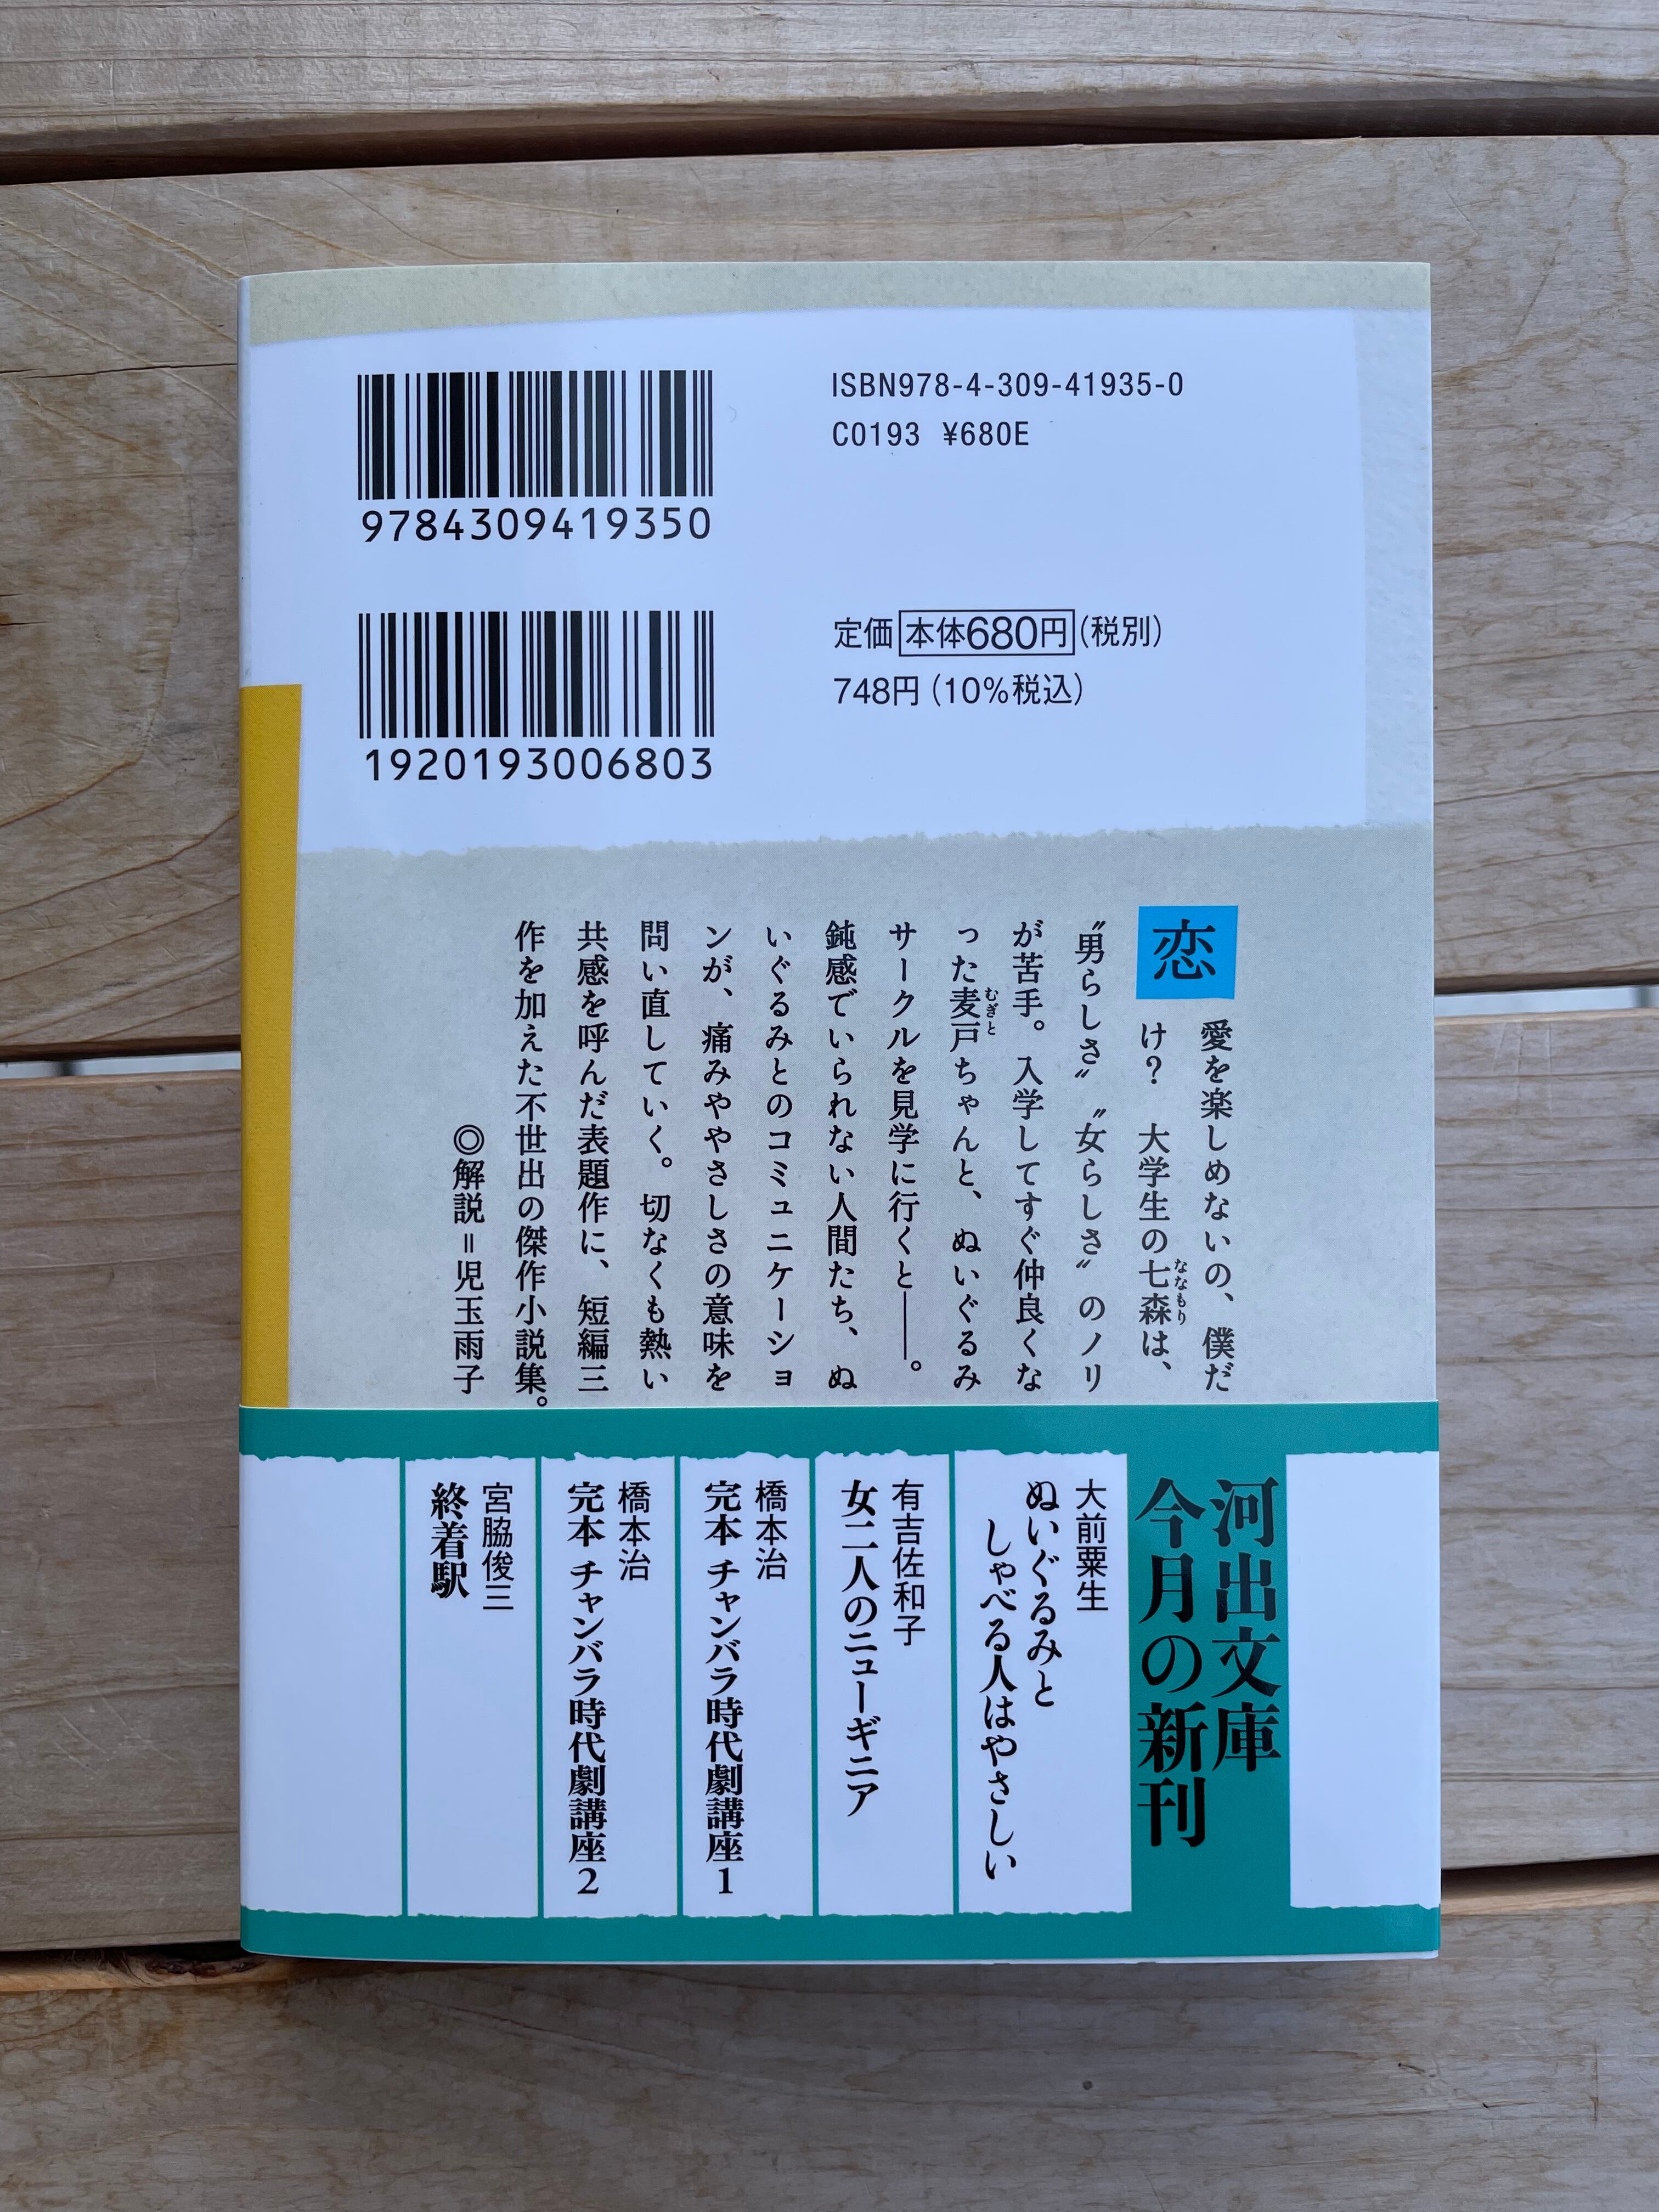 ISBN978-4-309-41935-0
C0193 ¥680E
9784309419350
定価本体680円(税別)
748円(10%税込)
1920193006803
恋愛を楽しめないの、僕だ
け? 大学生の七森は、
ななもり
〝男らしさ〟〝女らしさ〟のノリ
が苦手。入学してすぐ仲良くな
った麦戸ちゃんと、ぬいぐるみ
むぎと
サークルを見学に行くと――。
鈍感でいられない人間たち、ぬ
いぐるみとのコミュニケーショ
ンが、痛みややさしさの意味を
問い直していく。切なくも熱い
共感を呼んだ表題作に、短編三
作を加えた不世出の傑作小説集。
◎解説=児玉雨子
河出文庫
今月の新刊
大前粟生
ぬいぐるみと
しゃべる人はやさしい
有吉佐和子
女二人のニューギニア
橋本治
完本 チャンバラ時代劇講座1
橋本治
完本 チャンバラ時代劇講座2
宮脇俊三
終着駅